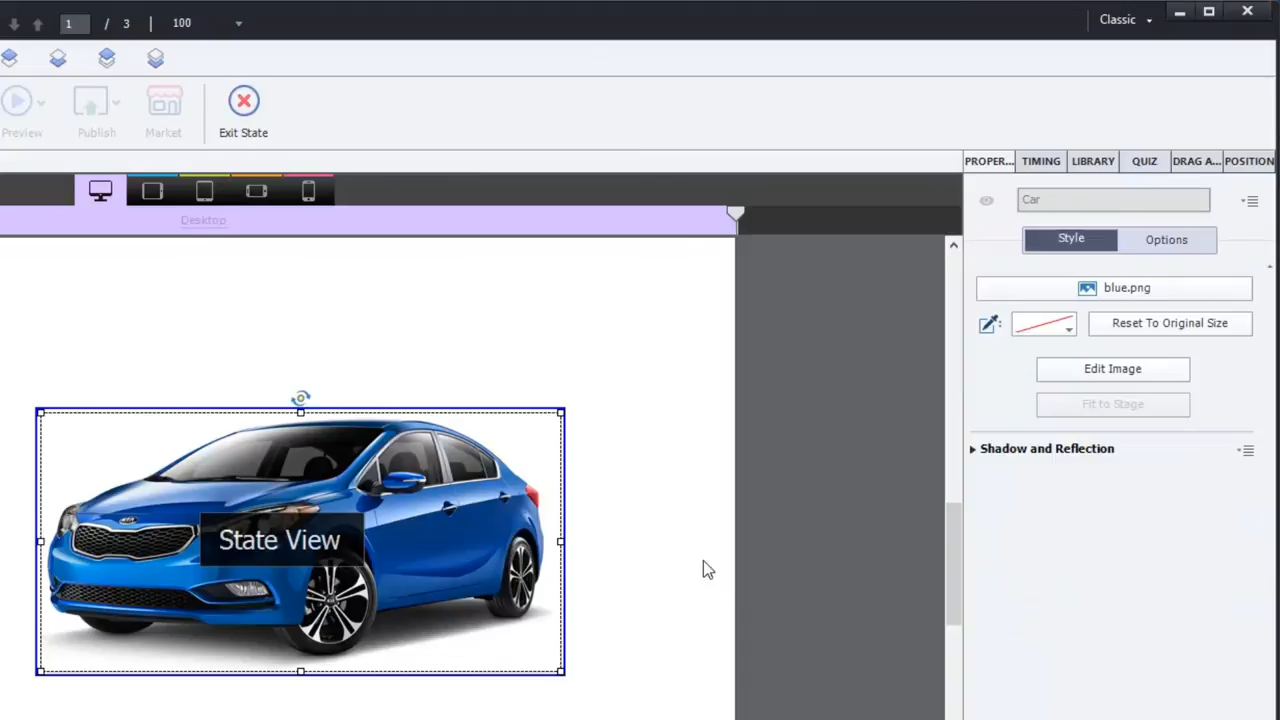 1 / 3 | 100
Classic
Preview Publish Market Exit State
PROPER... TIMING LIBRARY QUIZ DRAG A... POSITION
Car
Desktop
Style Options
blue.png
Reset To Original Size
Edit Image
Fit to Stage
Shadow and Reflection
State View